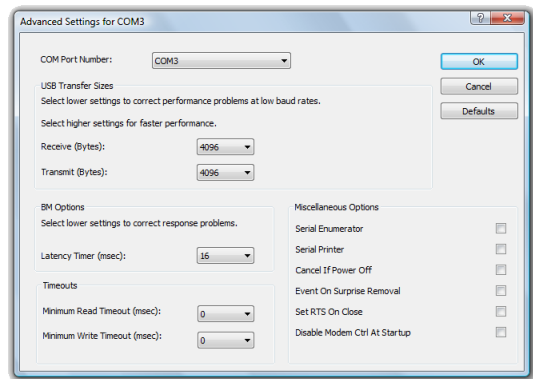 Advanced Settings for COM3
COM Port Number: COM3
OK
USB Transfer Sizes
Cancel
Select lower settings to correct performance problems at low baud rates.
Defaults
Select higher settings for faster performance.
Receive (Bytes): 4096
Transmit (Bytes): 4096
BM Options
Select lower settings to correct response problems.
Latency Timer (msec): 16
Timeouts
Minimum Read Timeout (msec): 0
Minimum Write Timeout (msec): 0
Miscellaneous Options
Serial Enumerator
Serial Printer
Cancel If Power Off
Event On Surprise Removal
Set RTS On Close
Disable Modem Ctrl At Startup